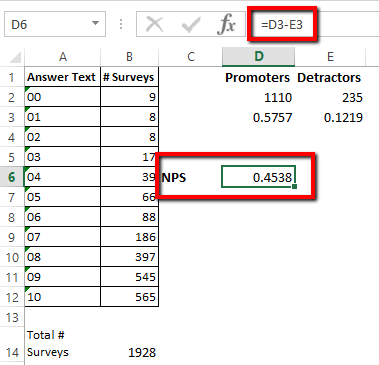 D6 fx =D3-E3
A B C D E
1 Answer Text # Surveys Promoters Detractors
2 00 9 1110 235
3 01 8 0.5757 0.1219
4 02 8
5 03 17
6 04 39 NPS 0.4538
7 05 66
8 06 88
9 07 186
10 08 397
11 09 545
12 10 565
13
Total #
14 Surveys 1928